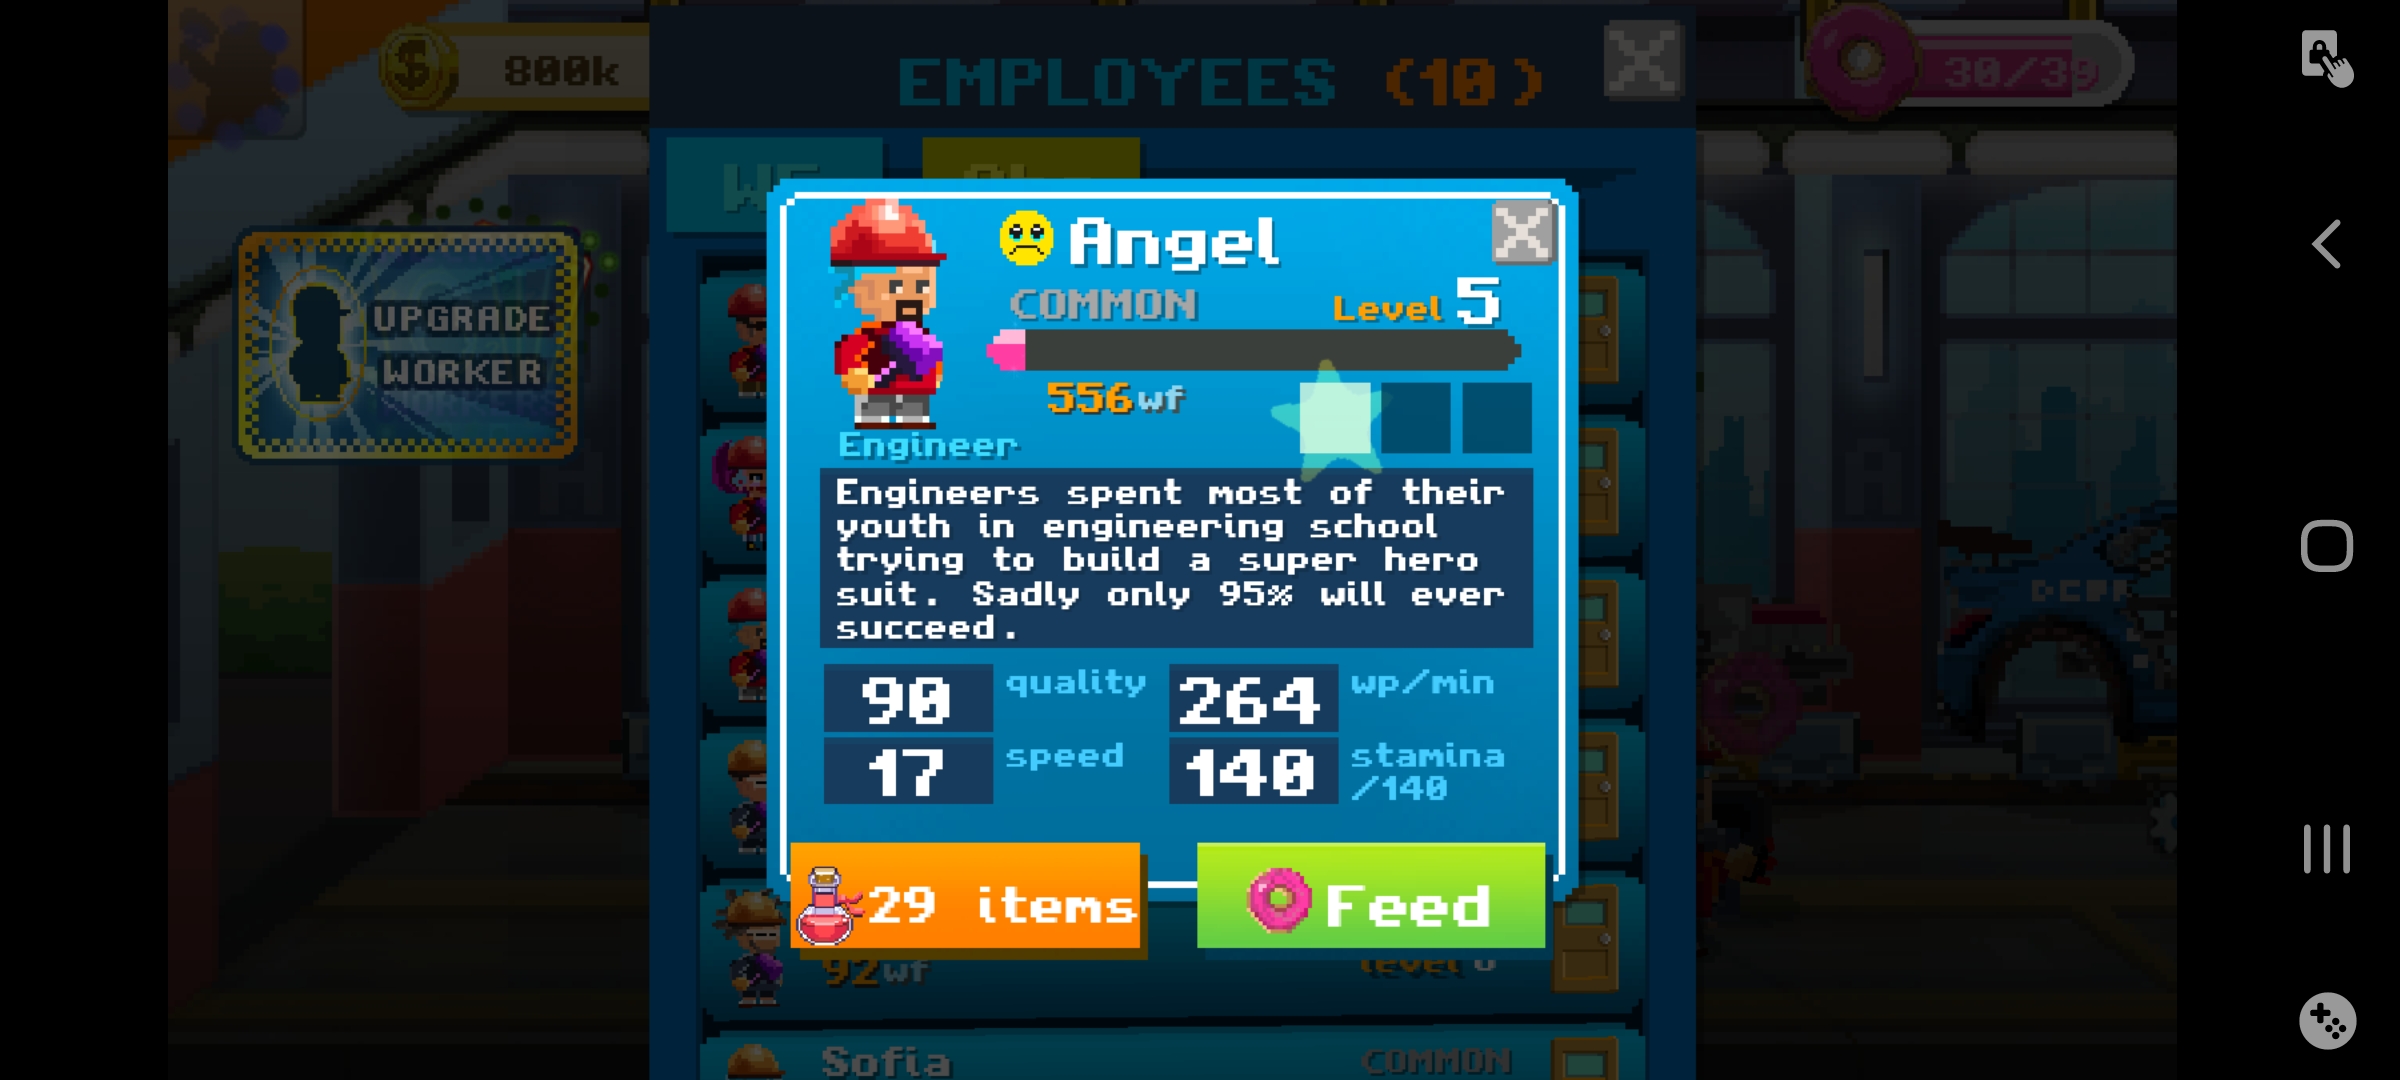 800k
EMPLOYEES (10)
30/39
WF
UPGRADE
WORKER
Angel
COMMON
Level 5
556wf
Engineer
Engineers spent most of their
youth in engineering school
trying to build a super hero
suit. Sadly only 95% will ever
succeed.
90 quality
264 wp/min
17 speed
140 stamina
/140
29 items
Feed
92wf
level
Sofia
COMMON